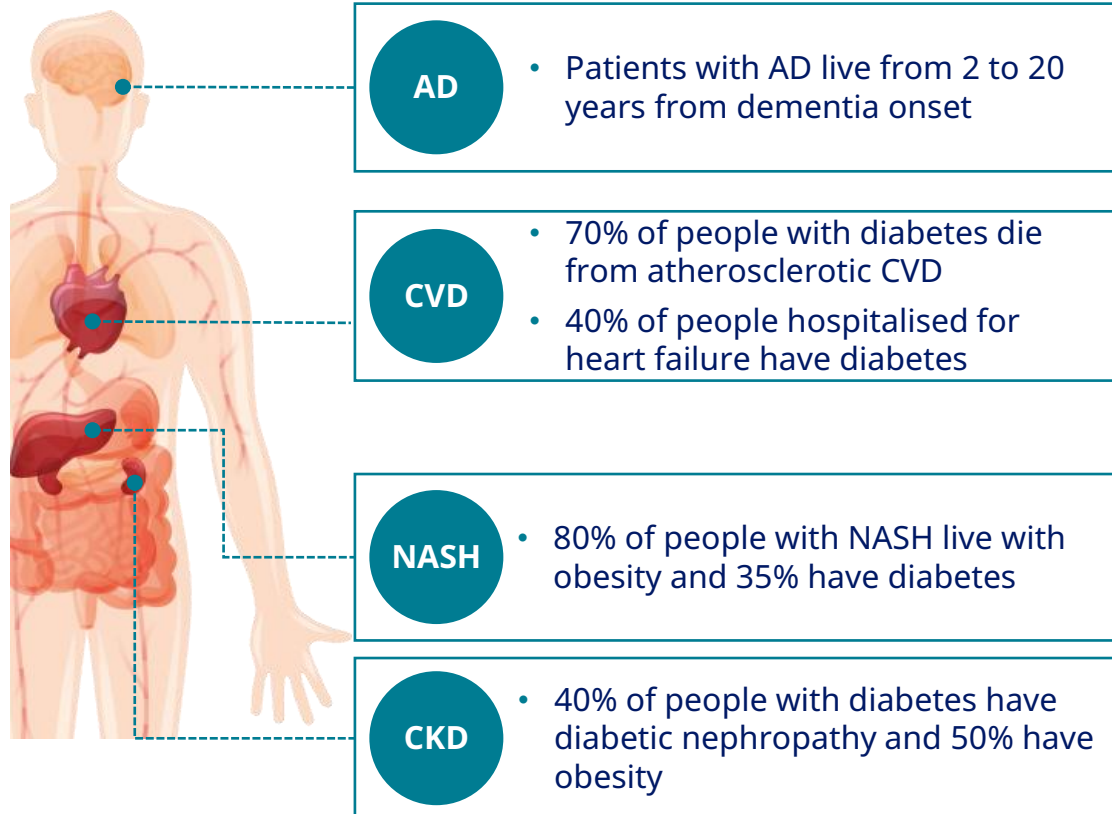 AD
• Patients with AD live from 2 to 20
years from dementia onset
CVD
• 70% of people with diabetes die
from atherosclerotic CVD
• 40% of people hospitalised for
heart failure have diabetes
NASH
• 80% of people with NASH live with
obesity and 35% have diabetes
CKD
• 40% of people with diabetes have
diabetic nephropathy and 50% have
obesity